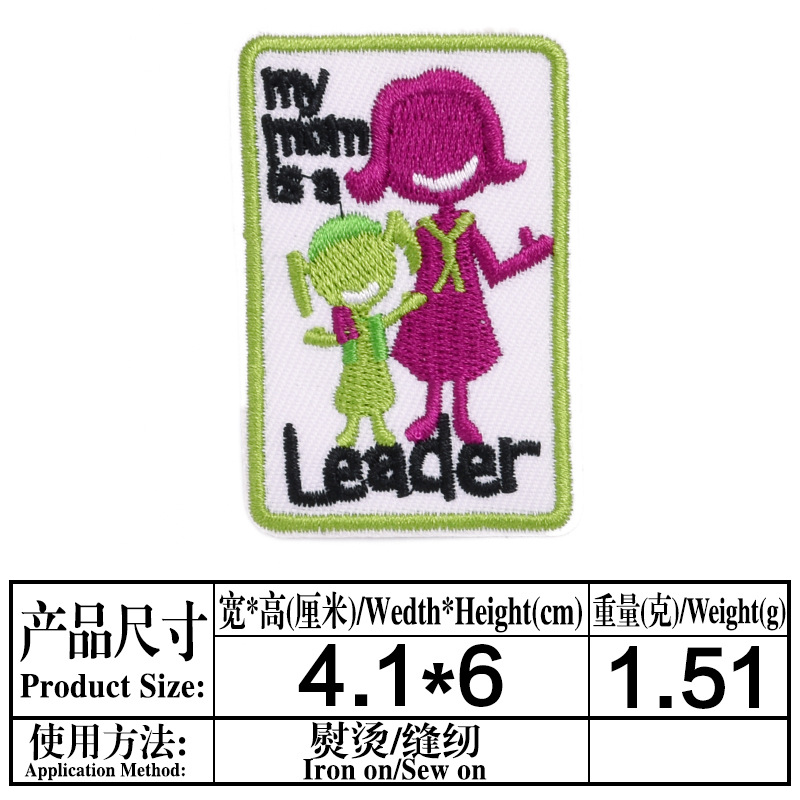 my
mom
is a
Leader
产品尺寸
Product Size:
宽*高(厘米)/Wedth*Height(cm)
重量(克)/Weight(g)
4.1*6
1.51
使用方法:
Application Method:
熨烫/缝纫
Iron on/Sew on